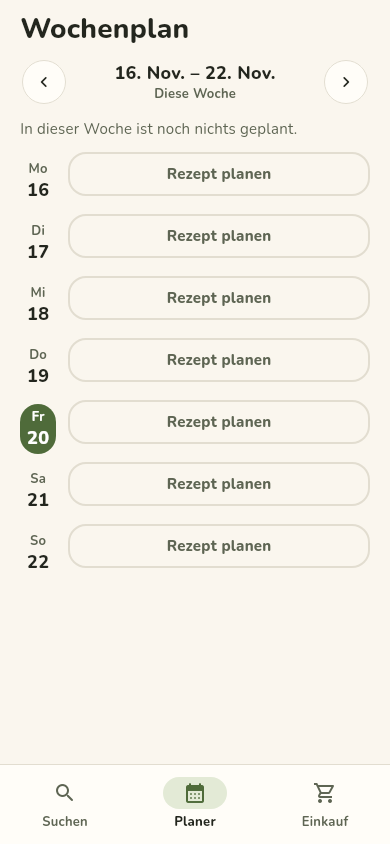 Wochenplan
16. Nov. – 22. Nov.
Diese Woche
In dieser Woche ist noch nichts geplant.
Mo
16
Rezept planen
Di
17
Rezept planen
Mi
18
Rezept planen
Do
19
Rezept planen
Fr
20
Rezept planen
Sa
21
Rezept planen
So
22
Rezept planen
Suchen
Planer
Einkauf